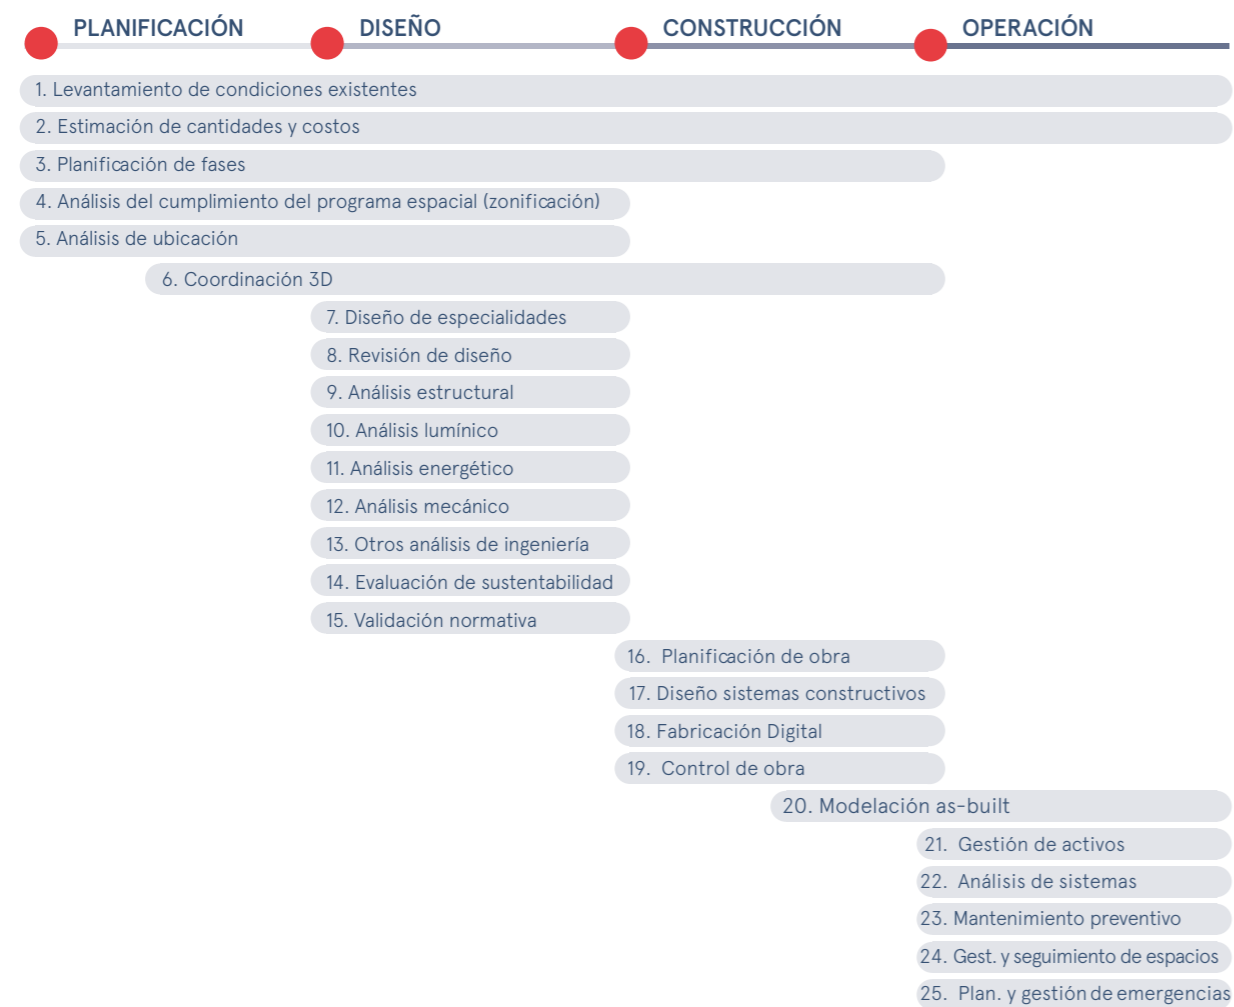 PLANIFICACIÓN DISEÑO CONSTRUCCIÓN OPERACIÓN
1. Levantamiento de condiciones existentes
2. Estimación de cantidades y costos
3. Planificación de fases
4. Análisis del cumplimiento del programa espacial (zonificación)
5. Análisis de ubicación
6. Coordinación 3D
7. Diseño de especialidades
8. Revisión de diseño
9. Análisis estructural
10. Análisis lumínico
11. Análisis energético
12. Análisis mecánico
13. Otros análisis de ingeniería
14. Evaluación de sustentabilidad
15. Validación normativa
16. Planificación de obra
17. Diseño sistemas constructivos
18. Fabricación Digital
19. Control de obra
20. Modelación as-built
21. Gestión de activos
22. Análisis de sistemas
23. Mantenimiento preventivo
24. Gest. y seguimiento de espacios
25. Plan. y gestión de emergencias